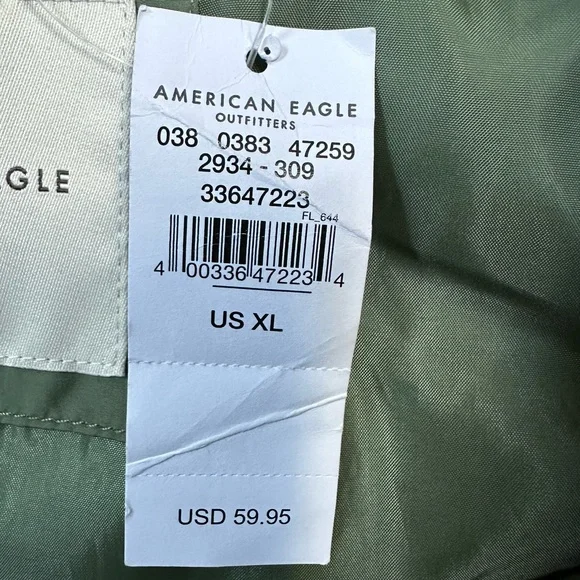 AGLE
AMERICAN EAGLE
OUTFITTERS
038 0383 47259
2934 - 309
33647223
FL_644
4 00336 47223 4
US XL
USD 59.95